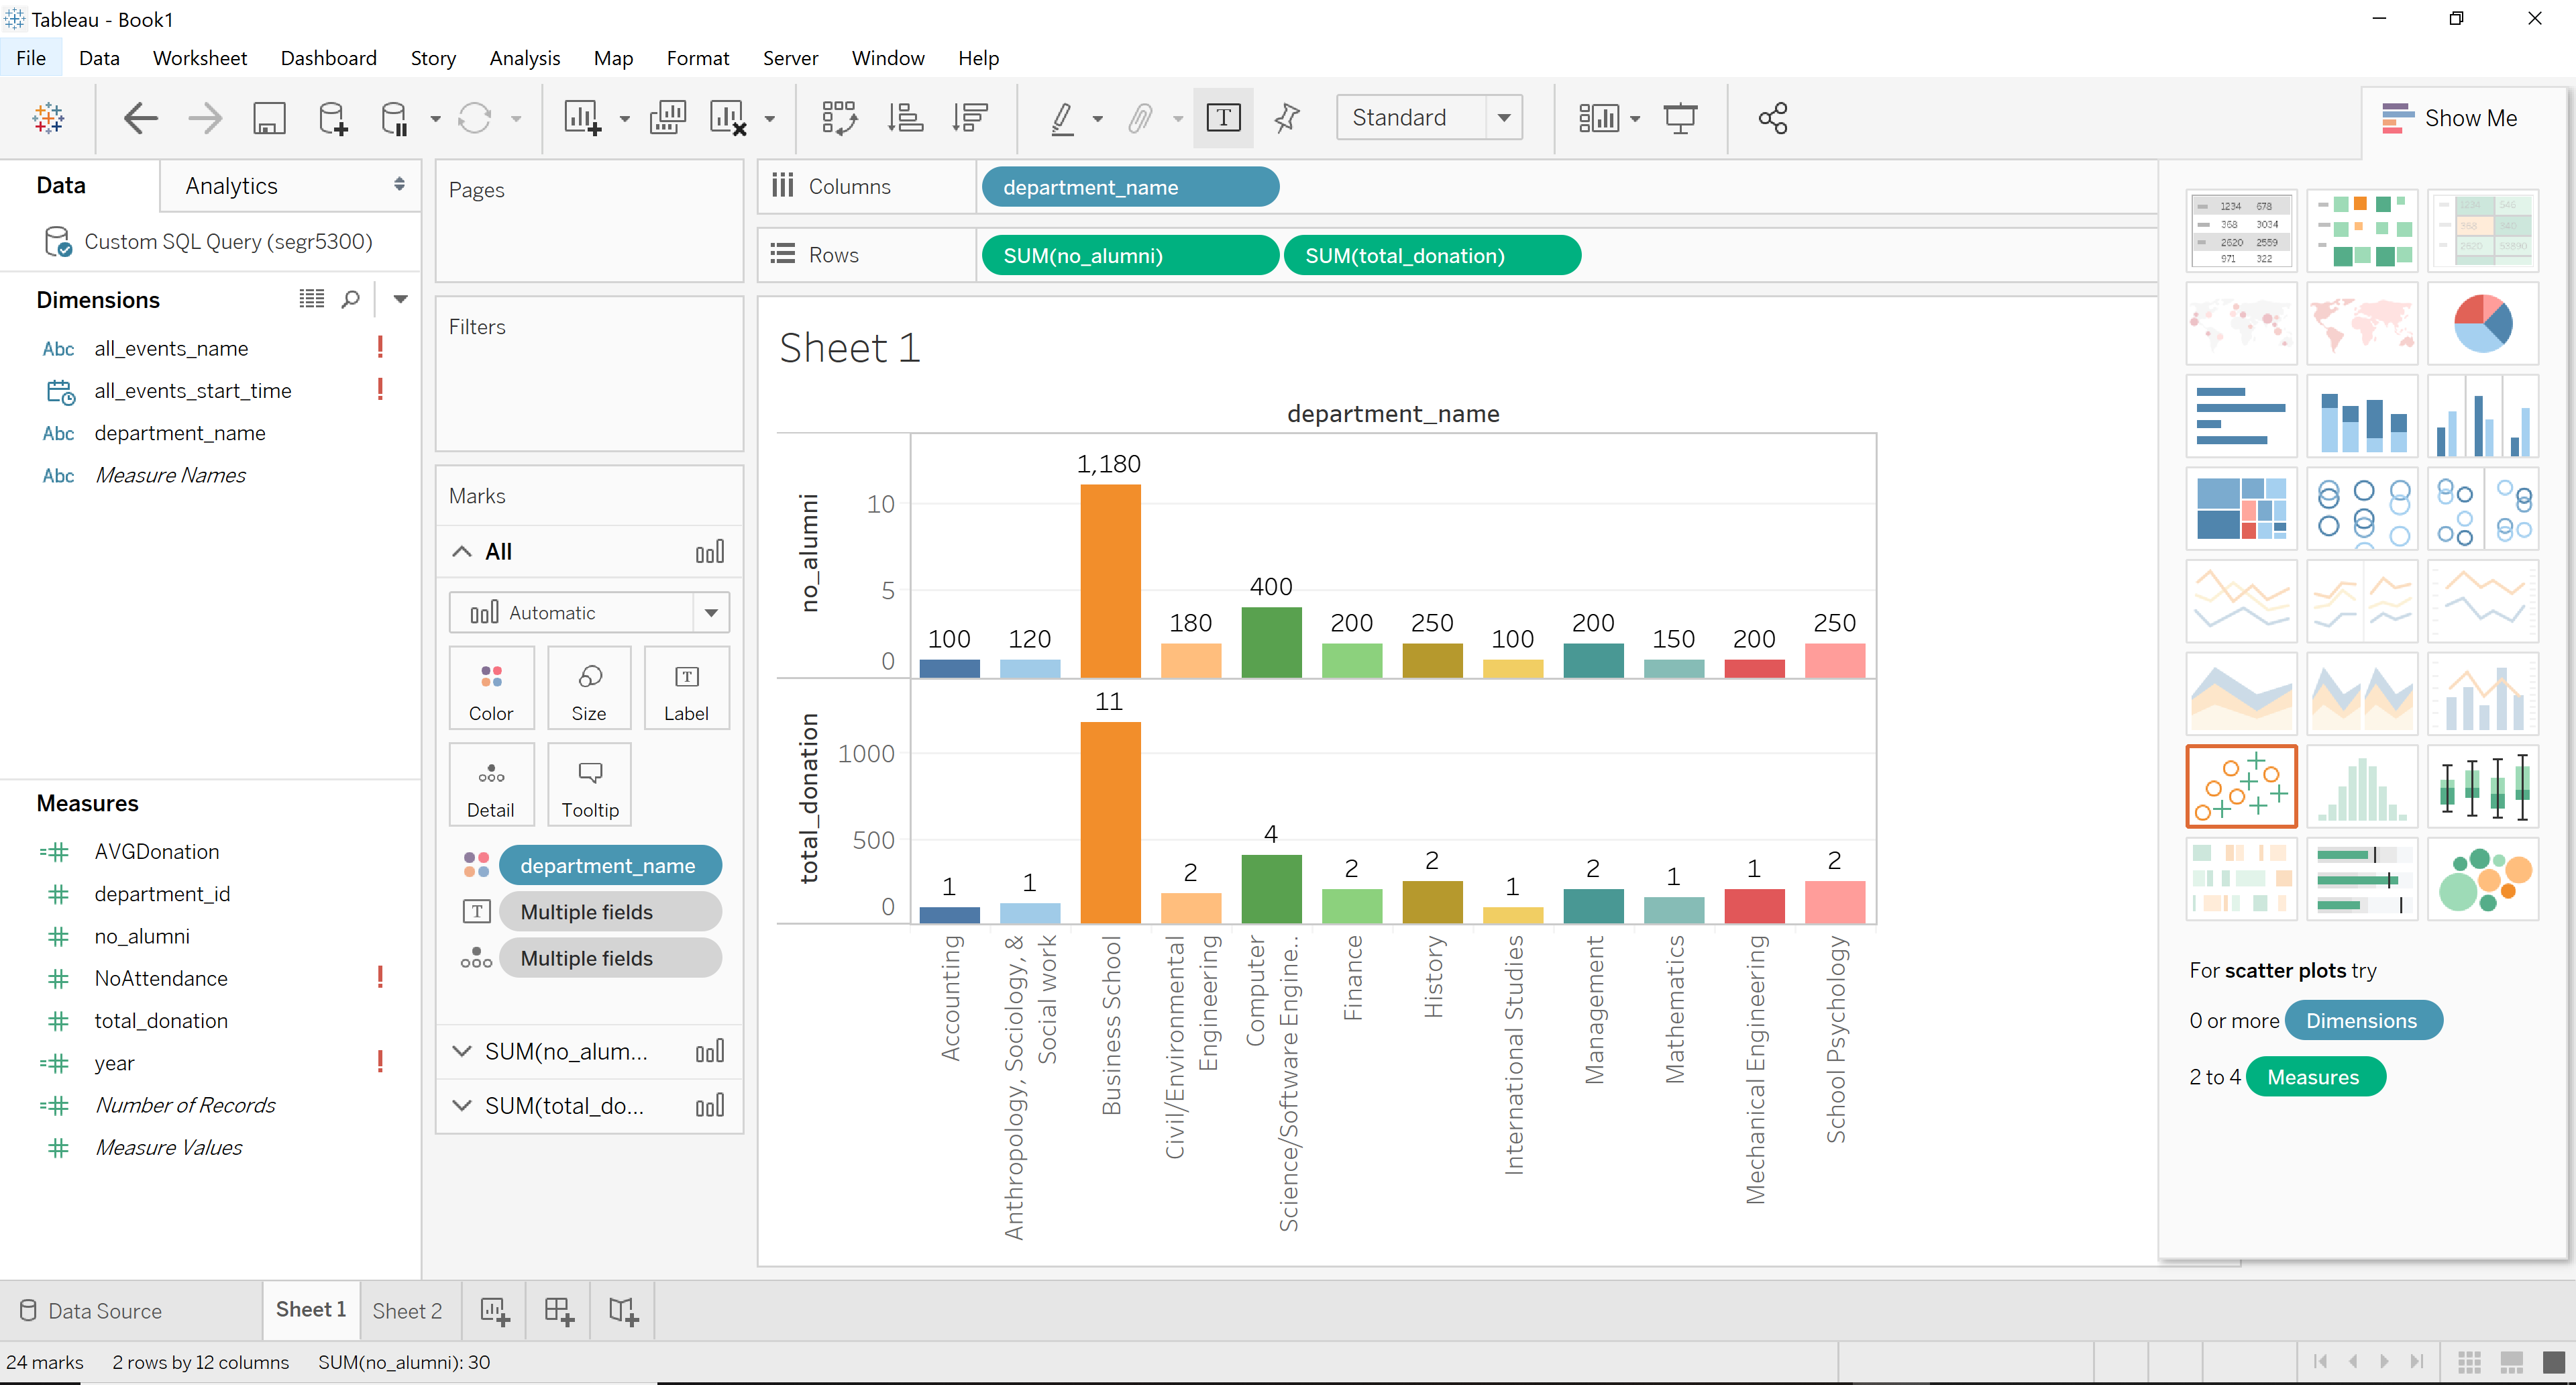 Tableau - Book1
File Data Worksheet Dashboard Story Analysis Map Format Server Window Help
Standard
Show Me
Data
Analytics
Custom SQL Query (segr5300)
Dimensions
Abc all_events_name !
all_events_start_time !
Abc department_name
Abc Measure Names
Measures
=# AVGDonation
# department_id
# no_alumni
# NoAttendance !
# total_donation
=# year !
=# Number of Records
# Measure Values
Pages
Filters
Marks
All
Automatic
Color Size Label
Detail Tooltip
department_name
Multiple fields
Multiple fields
SUM(no_alum...
SUM(total_do...
Columns department_name
Rows SUM(no_alumni) SUM(total_donation)
Sheet 1
department_name
no_alumni
10
5
0
100 120 1,180 180 400 200 250 100 200 150 200 250
total_donation
1000
500
0
1 1 11 2 4 2 2 1 2 1 1 2
Accounting
Anthropology, Sociology, &
Social work
Business School
Civil/Environmental
Engineering
Computer
Science/Software Engine..
Finance
History
International Studies
Management
Mathematics
Mechanical Engineering
School Psychology
1234 678
368 3034
2620 2559
971 322
For scatter plots try
0 or more Dimensions
2 to 4 Measures
Data Source
Sheet 1
Sheet 2
24 marks 2 rows by 12 columns SUM(no_alumni): 30